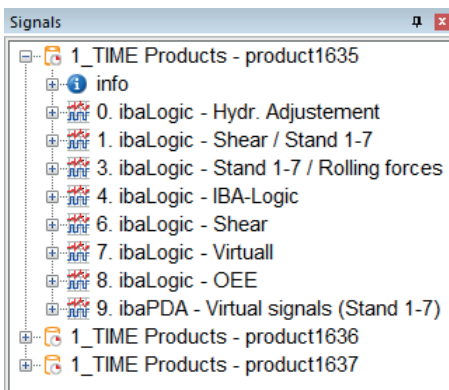 Signals
1_TIME Products - product1635
info
0. ibaLogic - Hydr. Adjustement
1. ibaLogic - Shear / Stand 1-7
3. ibaLogic - Stand 1-7 / Rolling forces
4. ibaLogic - IBA-Logic
6. ibaLogic - Shear
7. ibaLogic - Virtuall
8. ibaLogic - OEE
9. ibaPDA - Virtual signals (Stand 1-7)
1_TIME Products - product1636
1_TIME Products - product1637